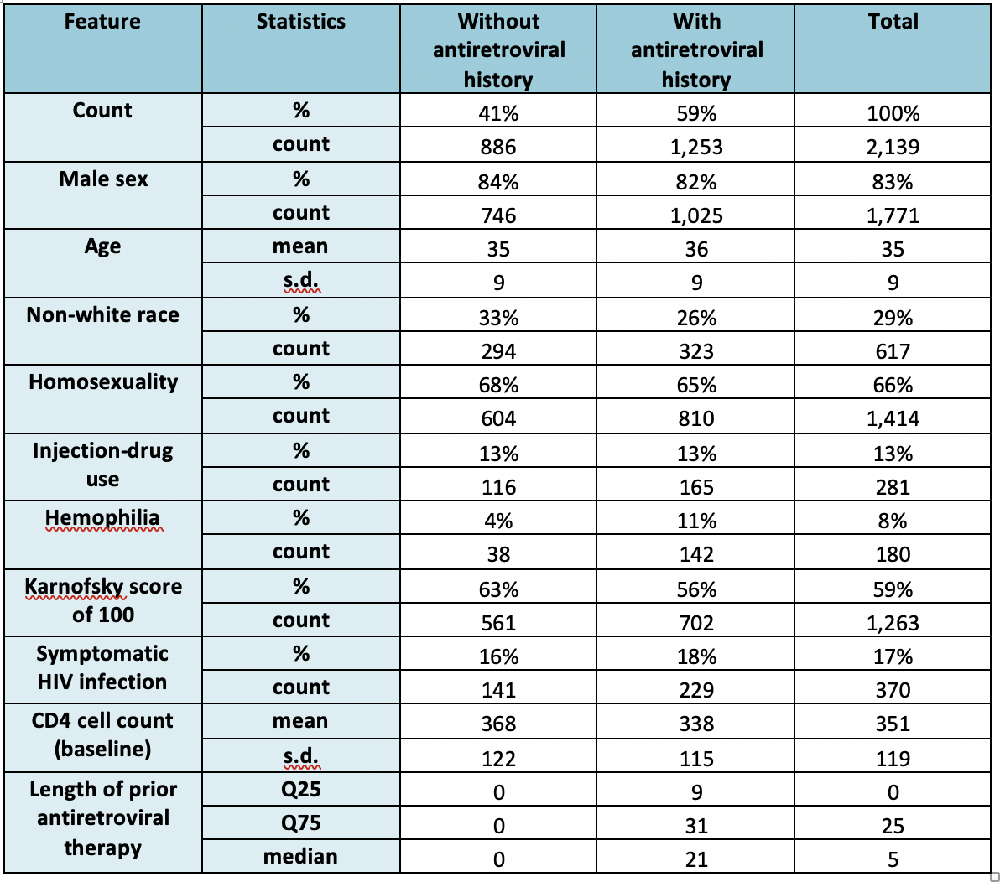 Feature Statistics Without antiretroviral history With antiretroviral history Total
Count % 41% 59% 100%
count 886 1,253 2,139
Male sex % 84% 82% 83%
count 746 1,025 1,771
Age mean 35 36 35
s.d. 9 9 9
Non-white race % 33% 26% 29%
count 294 323 617
Homosexuality % 68% 65% 66%
count 604 810 1,414
Injection-drug use % 13% 13% 13%
count 116 165 281
Hemophilia % 4% 11% 8%
count 38 142 180
Karnofsky score of 100 % 63% 56% 59%
count 561 702 1,263
Symptomatic HIV infection % 16% 18% 17%
count 141 229 370
CD4 cell count (baseline) mean 368 338 351
s.d. 122 115 119
Length of prior antiretroviral therapy Q25 0 9 0
Q75 0 31 25
median 0 21 5